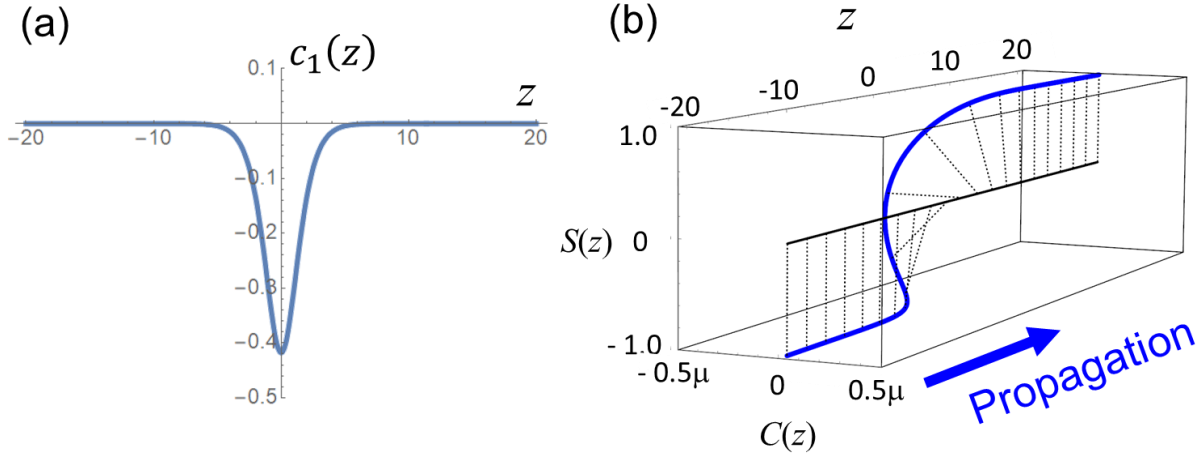 (a)
c₁(z)
0.1
z
−20
−10
10
20
−0.1
−0.2
−0.3
−0.4
−0.5
(b)
z
-20
-10
0
10
20
1.0
S(z)
0
- 1.0
- 0.5μ
0
0.5μ
C(z)
Propagation